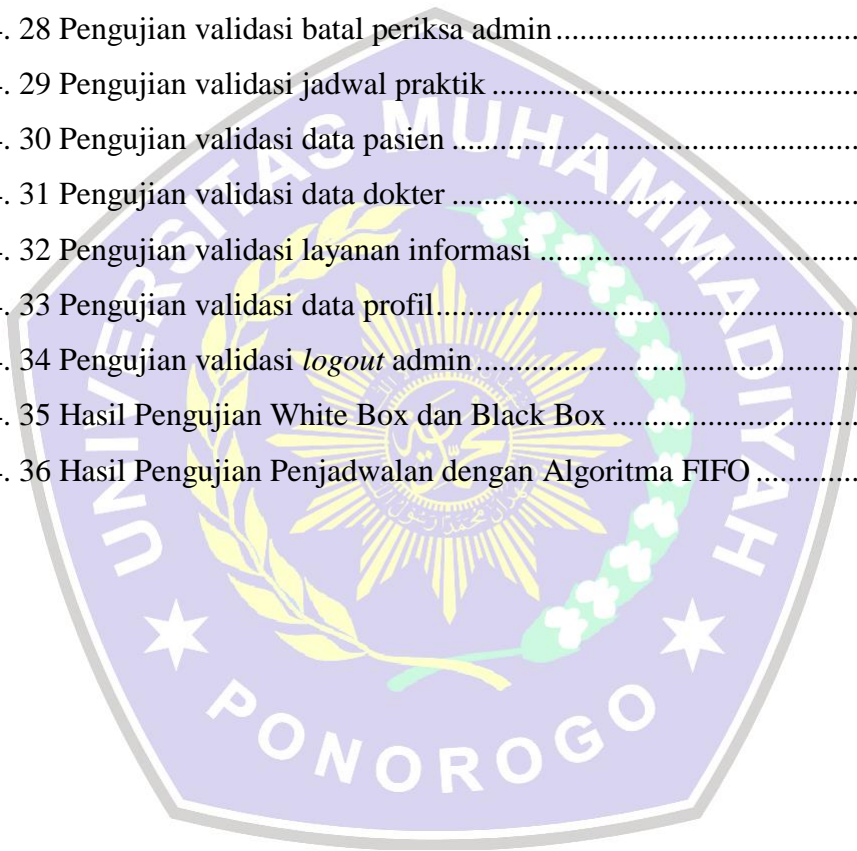 . 28 Pengujian validasi batal periksa admin ........................................
. 29 Pengujian validasi jadwal praktik ........................................
. 30 Pengujian validasi data pasien ........................................
. 31 Pengujian validasi data dokter ........................................
. 32 Pengujian validasi layanan informasi ........................................
. 33 Pengujian validasi data profil ........................................
. 34 Pengujian validasi logout admin ........................................
. 35 Hasil Pengujian White Box dan Black Box ........................................
. 36 Hasil Pengujian Penjadwalan dengan Algoritma FIFO ..............
UNIVERSITAS MUHAMMADIYAH
PONOROGO